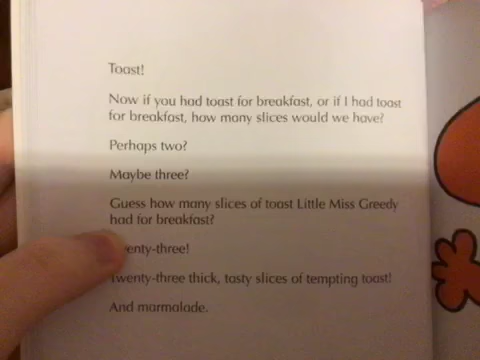 Toast!
Now if you had toast for breakfast, or if I had toast
for breakfast, how many slices would we have?
Perhaps two?
Maybe three?
Guess how many slices of toast Little Miss Greedy
had for breakfast?
Twenty-three!
Twenty-three thick, tasty slices of tempting toast!
And marmalade.